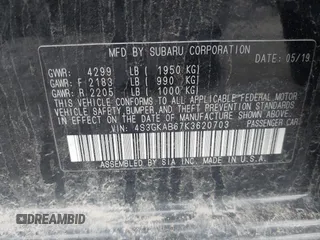 MFD BY SUBARU CORPORATION
DATE: 05/19
GVWR: 4299 LB ( 1950 KG)
GAWR: F 2183 LB ( 990 KG)
GAWR: R. 2205 LB ( 1000 KG)
THIS VEHICLE CONFORMS TO ALL APPLICABLE FEDERAL MOTOR
VEHICLE SAFETY, BUMPER, AND THEFT PREVENTION STANDARDS
IN EFFECT ON THE DATE OF MANUFACTURE SHOWN ABOVE.
VIN: 4S3GKAB67K3620703 PASSENGER CAR
ASSEMBLED BY SIA IN U.S.A.
DREAMBID